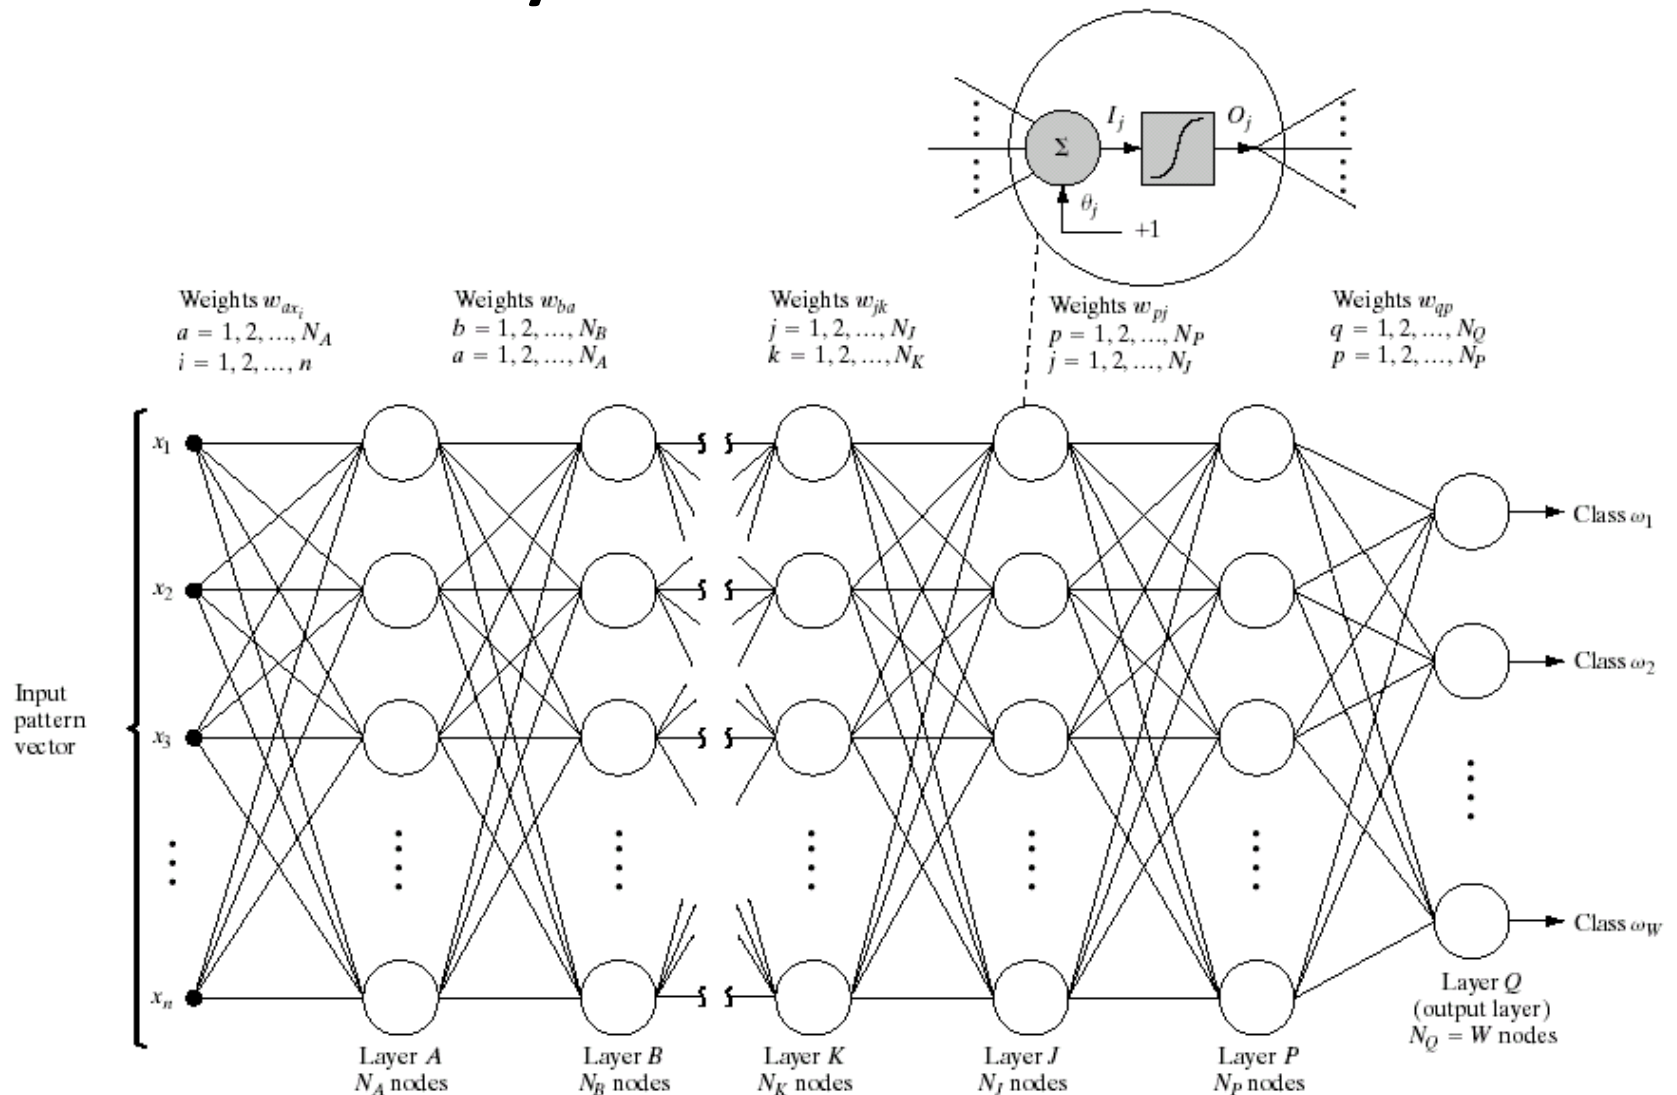 I_j
O_j
Σ
θ_j
+1
Weights w_{ax_i}
a = 1, 2, ..., N_A
i = 1, 2, ..., n
Weights w_{ba}
b = 1, 2, ..., N_B
a = 1, 2, ..., N_A
Weights w_{jk}
j = 1, 2, ..., N_J
k = 1, 2, ..., N_K
Weights w_{pj}
p = 1, 2, ..., N_P
j = 1, 2, ..., N_J
Weights w_{qp}
q = 1, 2, ..., N_Q
p = 1, 2, ..., N_P
Input
pattern
vector
x_1
x_2
x_3
x_n
Class ω_1
Class ω_2
Class ω_W
Layer A
N_A nodes
Layer B
N_B nodes
Layer K
N_K nodes
Layer J
N_J nodes
Layer P
N_P nodes
Layer Q
(output layer)
N_Q = W nodes